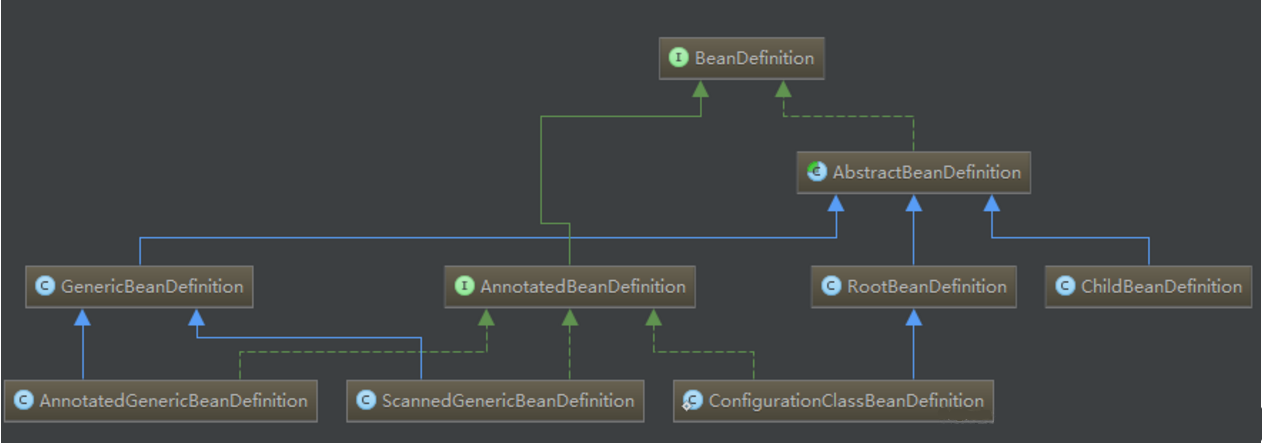 I BeanDefinition
C AbstractBeanDefinition
C GenericBeanDefinition
I AnnotatedBeanDefinition
C RootBeanDefinition
C ChildBeanDefinition
C AnnotatedGenericBeanDefinition
C ScannedGenericBeanDefinition
C ConfigurationClassBeanDefinition